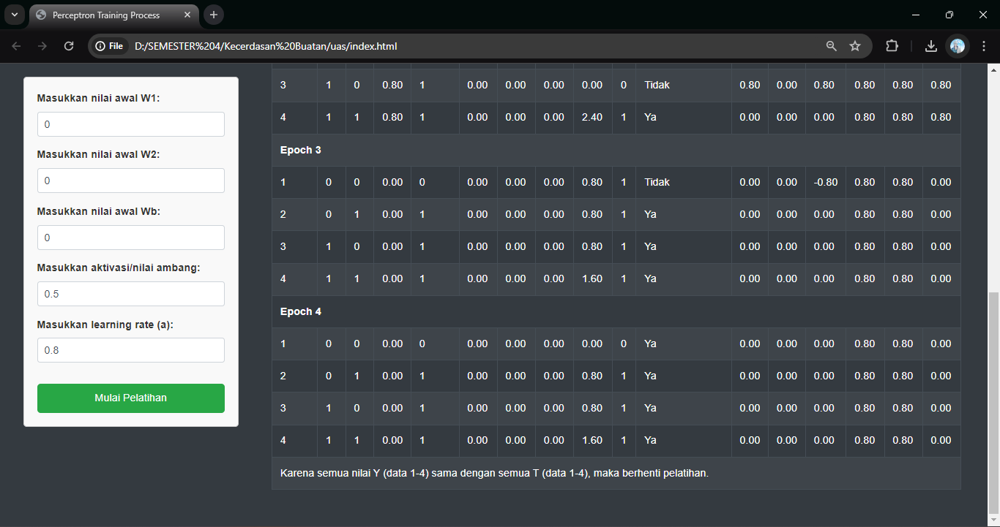 Perceptron Training Process
File D:/SEMESTER%204/Kecerdasan%20Buatan/uas/index.html
Masukkan nilai awal W1:
0
Masukkan nilai awal W2:
0
Masukkan nilai awal Wb:
0
Masukkan aktivasi/nilai ambang:
0.5
Masukkan learning rate (a):
0.8
Mulai Pelatihan
3 1 0 0.80 1 0.00 0.00 0.00 0.00 0 Tidak 0.80 0.00 0.80 0.80 0.80 0.80
4 1 1 0.80 1 0.00 0.00 0.00 2.40 1 Ya 0.00 0.00 0.00 0.80 0.80 0.80
Epoch 3
1 0 0 0.00 0 0.00 0.00 0.00 0.80 1 Tidak 0.00 0.00 -0.80 0.80 0.80 0.00
2 0 1 0.00 1 0.00 0.00 0.00 0.80 1 Ya 0.00 0.00 0.00 0.80 0.80 0.00
3 1 0 0.00 1 0.00 0.00 0.00 0.80 1 Ya 0.00 0.00 0.00 0.80 0.80 0.00
4 1 1 0.00 1 0.00 0.00 0.00 1.60 1 Ya 0.00 0.00 0.00 0.80 0.80 0.00
Epoch 4
1 0 0 0.00 0 0.00 0.00 0.00 0.00 0 Ya 0.00 0.00 0.00 0.80 0.80 0.00
2 0 1 0.00 1 0.00 0.00 0.00 0.80 1 Ya 0.00 0.00 0.00 0.80 0.80 0.00
3 1 0 0.00 1 0.00 0.00 0.00 0.80 1 Ya 0.00 0.00 0.00 0.80 0.80 0.00
4 1 1 0.00 1 0.00 0.00 0.00 1.60 1 Ya 0.00 0.00 0.00 0.80 0.80 0.00
Karena semua nilai Y (data 1-4) sama dengan semua T (data 1-4), maka berhenti pelatihan.